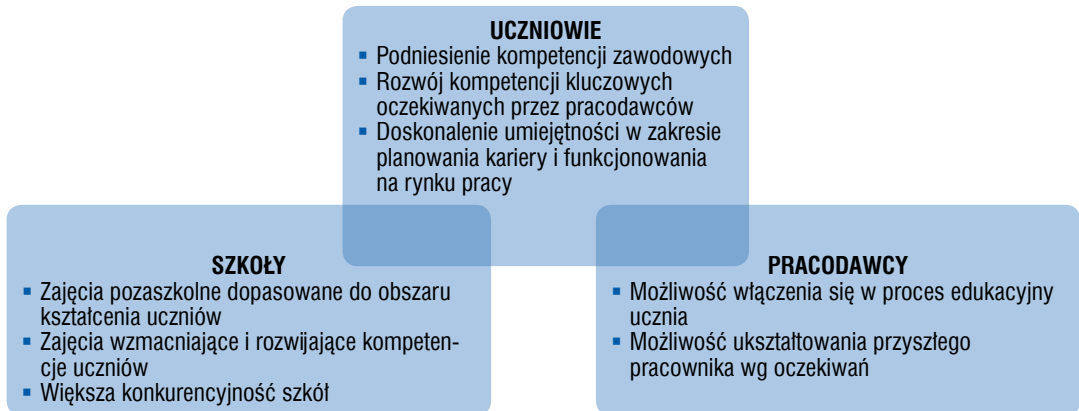 UCZNIOWIE
▪ Podniesienie kompetencji zawodowych
▪ Rozwój kompetencji kluczowych
oczekiwanych przez pracodawców
▪ Doskonalenie umiejętności w zakresie
planowania kariery i funkcjonowania
na rynku pracy
SZKOŁY
▪ Zajęcia pozaszkolne dopasowane do obszaru
kształcenia uczniów
▪ Zajęcia wzmacniające i rozwijające kompeten-
cje uczniów
▪ Większa konkurencyjność szkół
PRACODAWCY
▪ Możliwość włączenia się w proces edukacyjny
ucznia
▪ Możliwość ukształtowania przyszłego
pracownika wg oczekiwań